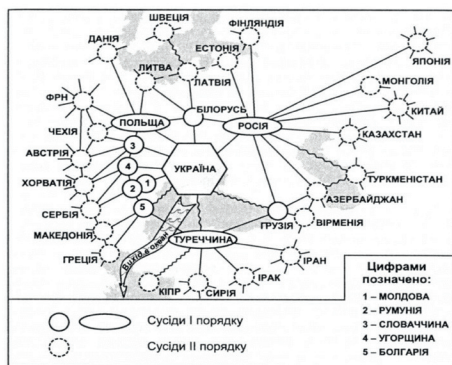 ШВЕЦІЯ
ФІНЛЯНДІЯ
ДАНІЯ
ЕСТОНІЯ
ЯПОНІЯ
ЛИТВА
ЛАТВІЯ
МОНГОЛІЯ
ФРН
БІЛОРУСЬ
ПОЛЬЩА
РОСІЯ
КИТАЙ
ЧЕХІЯ
КАЗАХСТАН
3
АВСТРІЯ
4
УКРАЇНА
ТУРКМЕНІСТАН
ХОРВАТІЯ
2
1
АЗЕРБАЙДЖАН
СЕРБІЯ
5
ГРУЗІЯ
ВІРМЕНІЯ
МАКЕДОНІЯ
ТУРЕЧЧИНА
ГРЕЦІЯ
Вихід в океан
ІРАН
ІРАК
КІПР
СИРІЯ
Цифрами
позначено:
1 – МОЛДОВА
2 – РУМУНІЯ
3 – СЛОВАЧЧИНА
4 – УГОРЩИНА
5 – БОЛГАРІЯ
Сусіди І порядку
Сусіди ІІ порядку